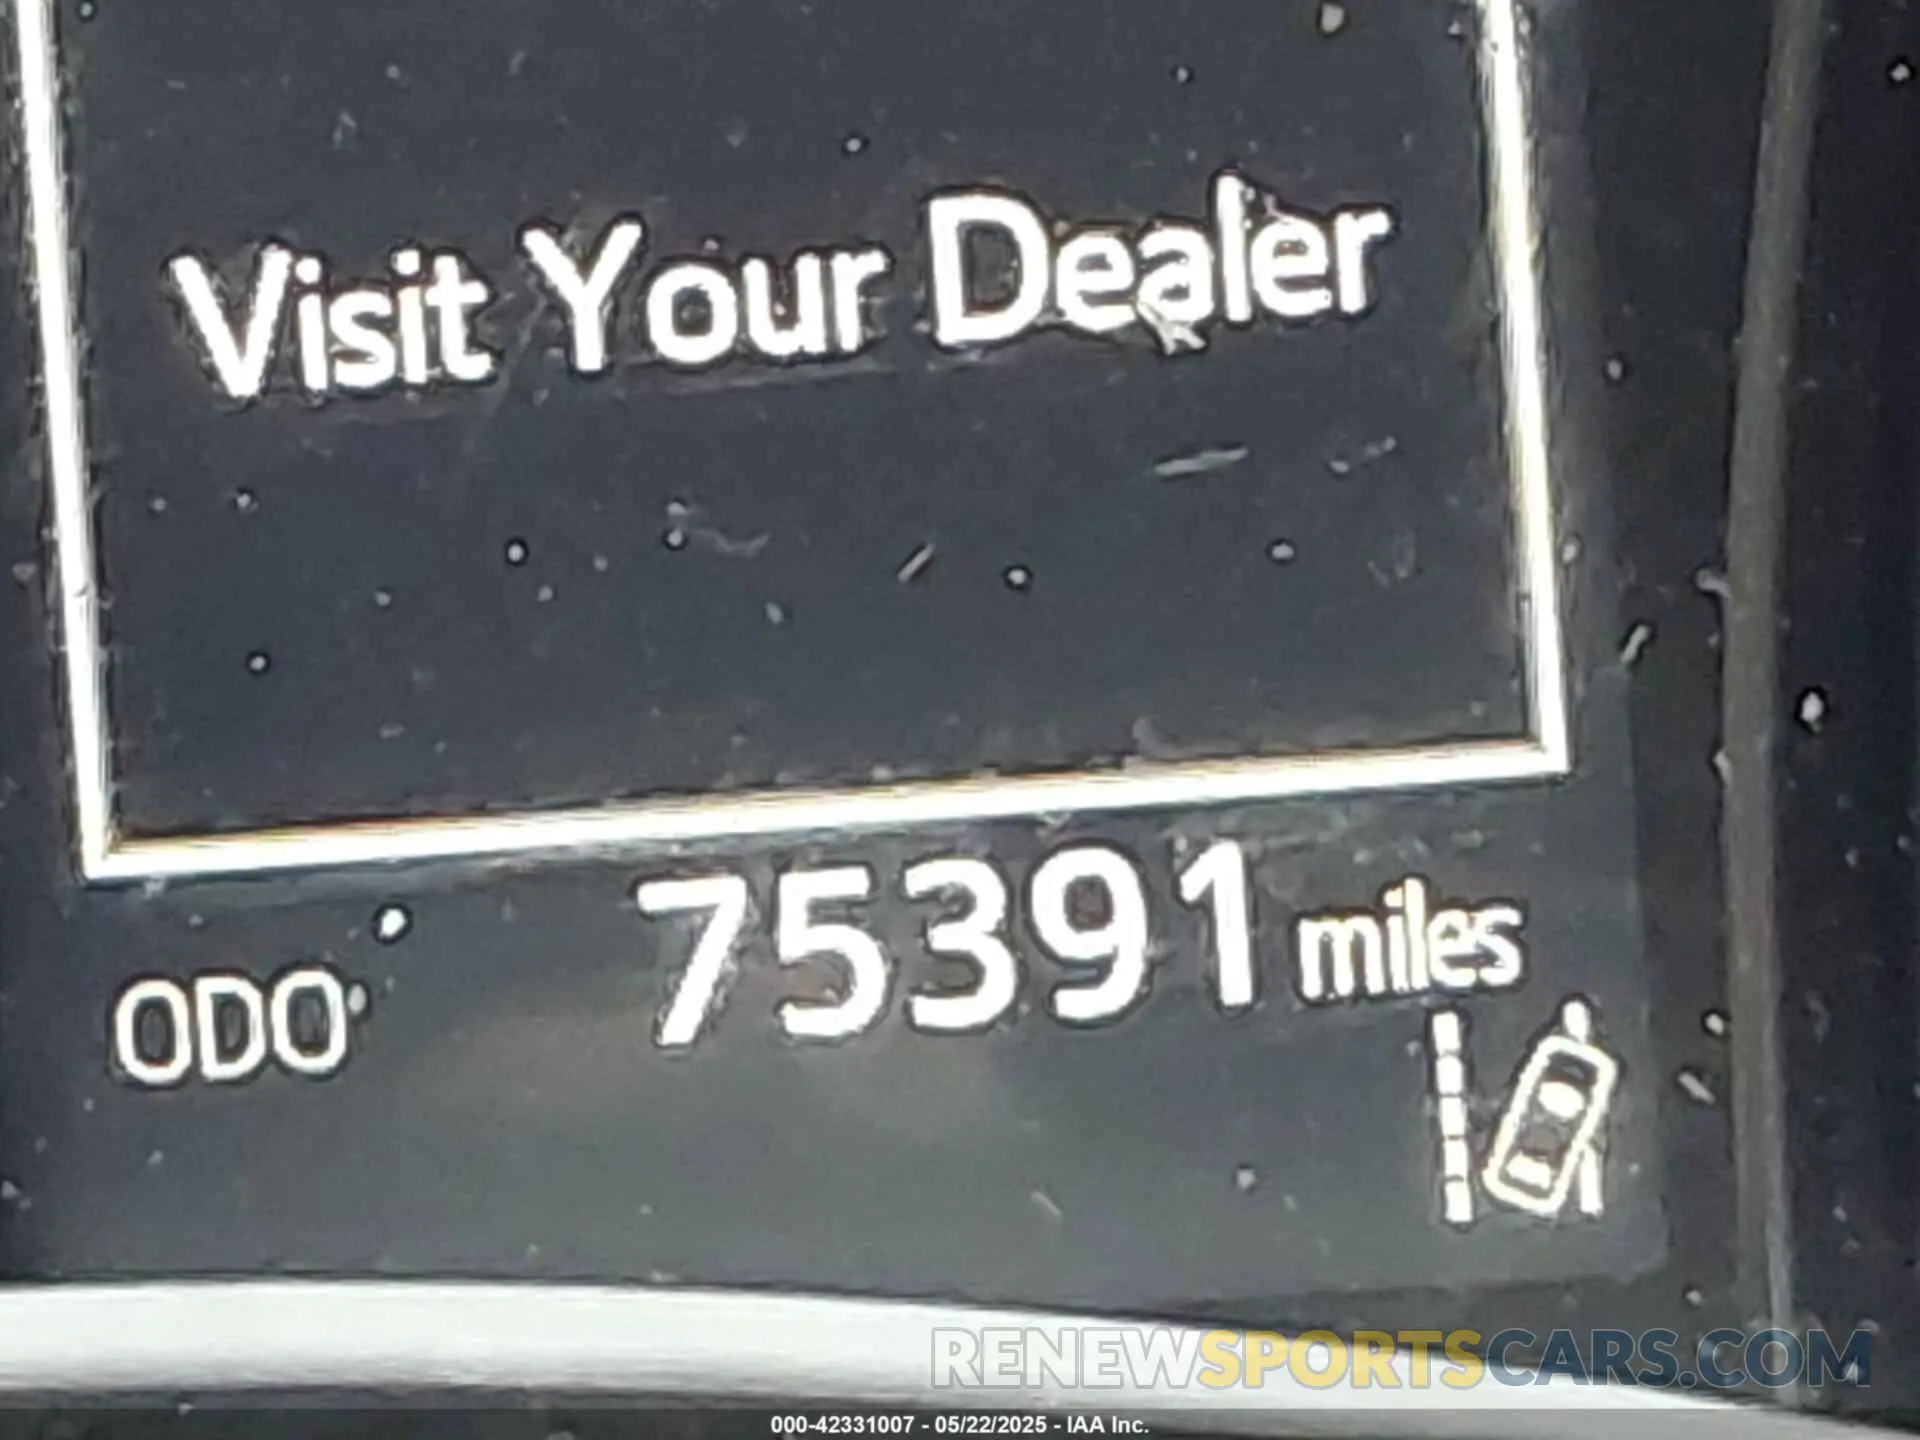 Visit Your Dealer
ODO 75391 miles
RENEWSPORTSCARS.COM
000-42331007 - 05/22/2025 - IAA Inc.